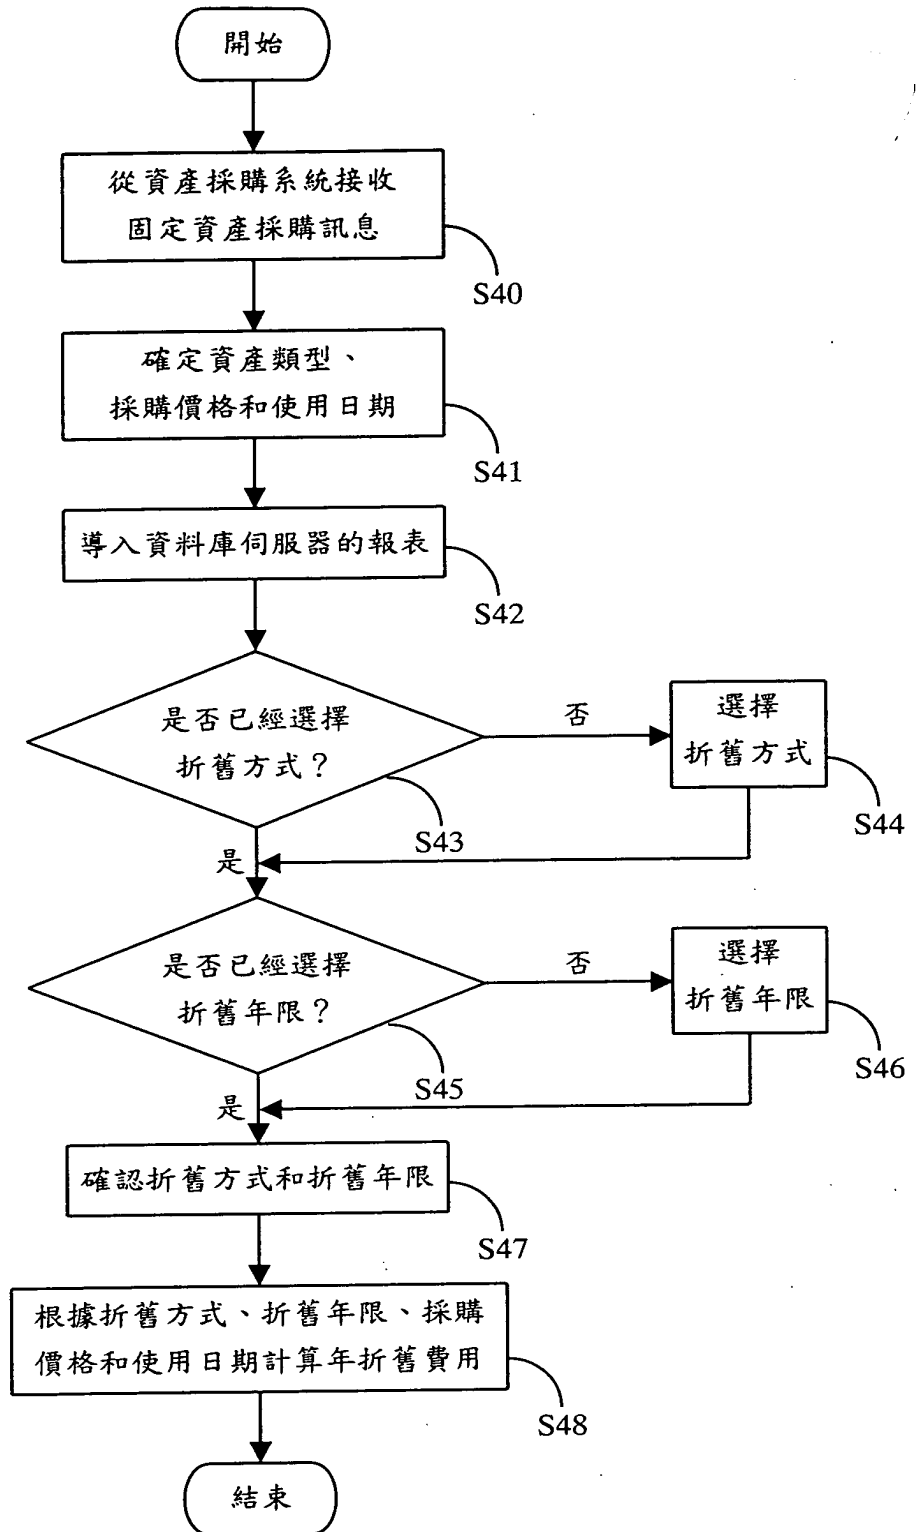 開始
從資產採購系統接收
固定資產採購訊息
S40
確定資產類型、
採購價格和使用日期
S41
導入資料庫伺服器的報表
S42
是否已經選擇
折舊方式？
S43
否
選擇
折舊方式
S44
是
是否已經選擇
折舊年限？
S45
否
選擇
折舊年限
S46
是
確認折舊方式和折舊年限
S47
根據折舊方式、折舊年限、採購
價格和使用日期計算年折舊費用
S48
結束